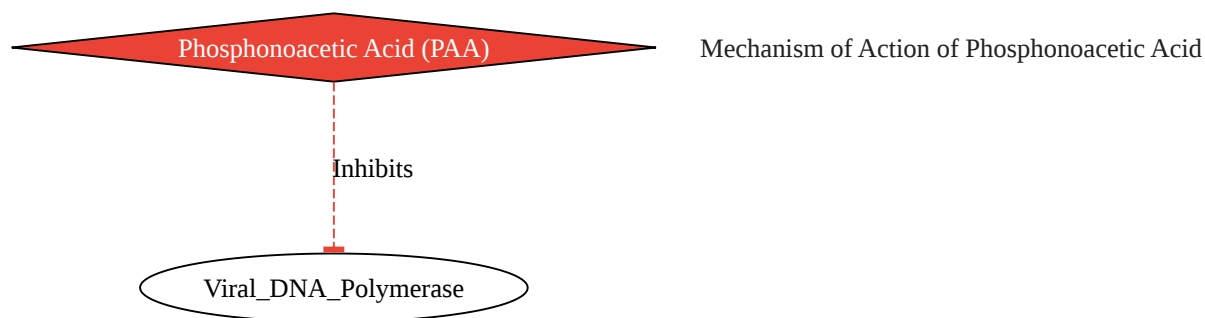 Phosphonoacetic Acid (PAA)
Mechanism of Action of Phosphonoacetic Acid
Inhibits
Viral_DNA_Polymerase